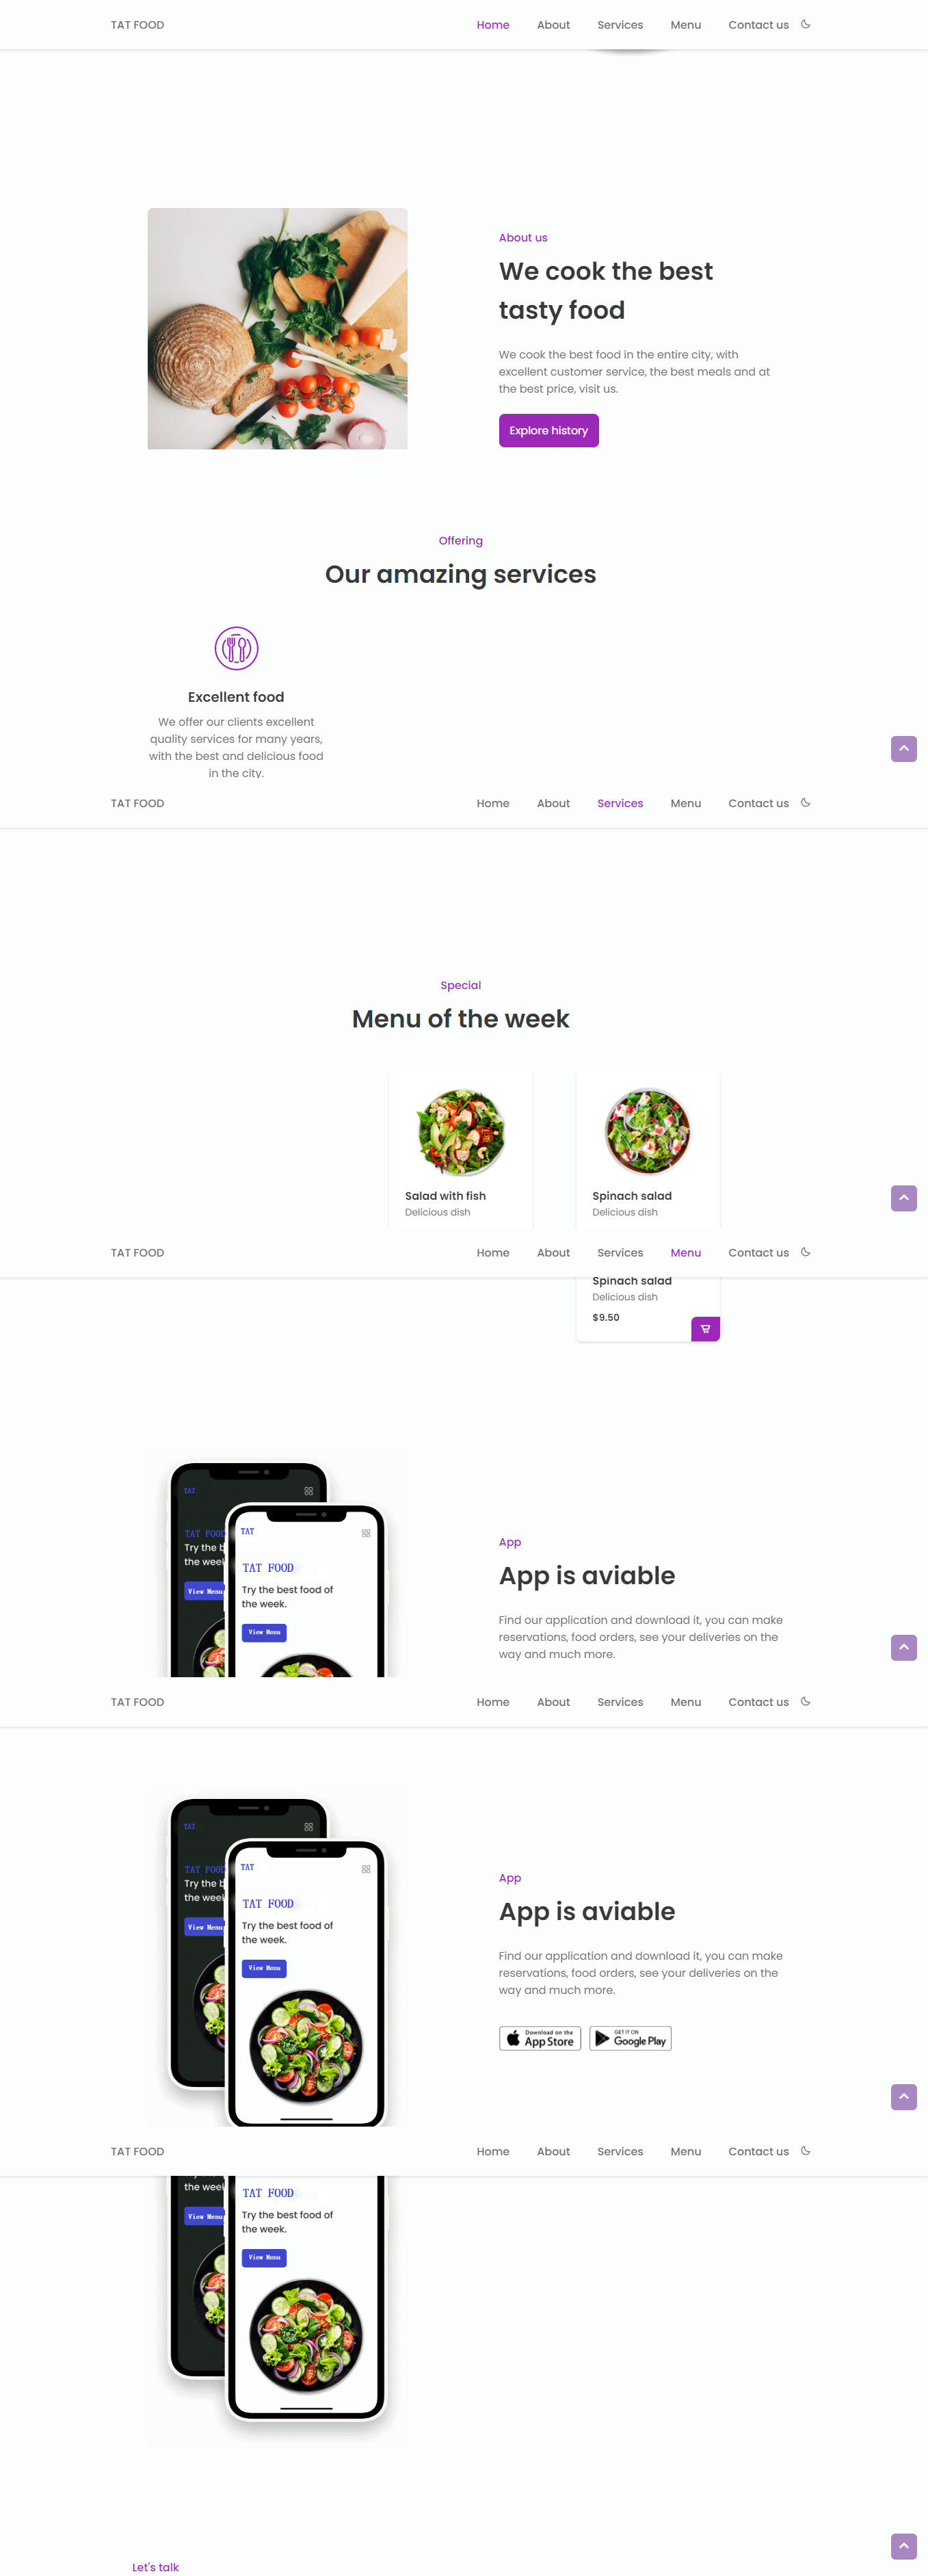 TAT FOOD
Home About Services Menu Contact us
About us
We cook the best
tasty food
We cook the best food in the entire city, with
excellent customer service, the best meals and at
the best price, visit us.
Explore history
Offering
Our amazing services
Excellent food
We offer our clients excellent
quality services for many years,
with the best and delicious food
in the city.
TAT FOOD
Home About Services Menu Contact us
Special
Menu of the week
Salad with fish
Delicious dish
Spinach salad
Delicious dish
TAT FOOD
Home About Services Menu Contact us
Spinach salad
Delicious dish
$9.50
TAT
TAT FOOD
Try the b
the week
View Menu
TAT
TAT FOOD
Try the best food of
the week.
View Menu
App
App is aviable
Find our application and download it, you can make
reservations, food orders, see your deliveries on the
way and much more.
TAT FOOD
Home About Services Menu Contact us
TAT
TAT FOOD
Try the b
the week
View Menu
TAT
TAT FOOD
Try the best food of
the week.
View Menu
App
App is aviable
Find our application and download it, you can make
reservations, food orders, see your deliveries on the
way and much more.
Download on the
App Store
GET IT ON
Google Play
TAT FOOD
Home About Services Menu Contact us
the week
View Menu
TAT FOOD
Try the best food of
the week.
View Menu
Let's talk